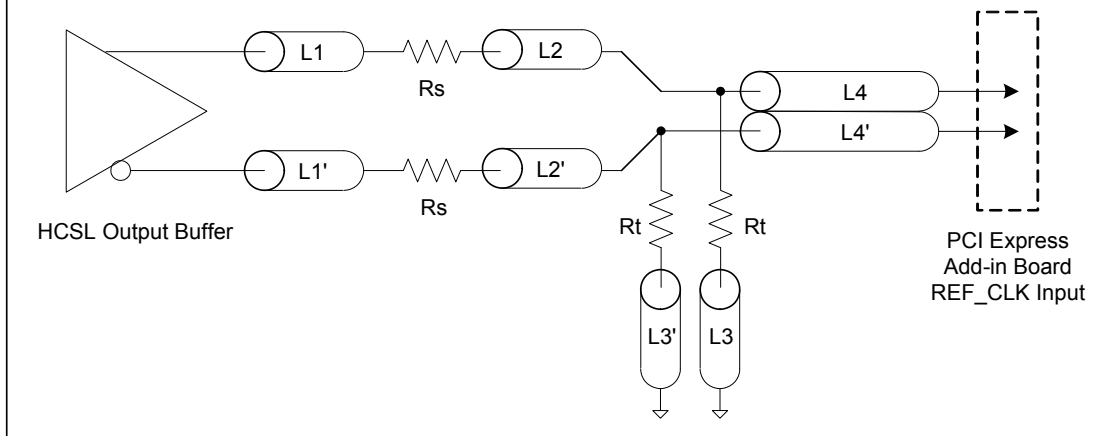 L1
Rs
L2
L4
L4'
L1'
Rs
L2'
HCSL Output Buffer
Rt
Rt
L3'
L3
PCI Express
Add-in Board
REF_CLK Input